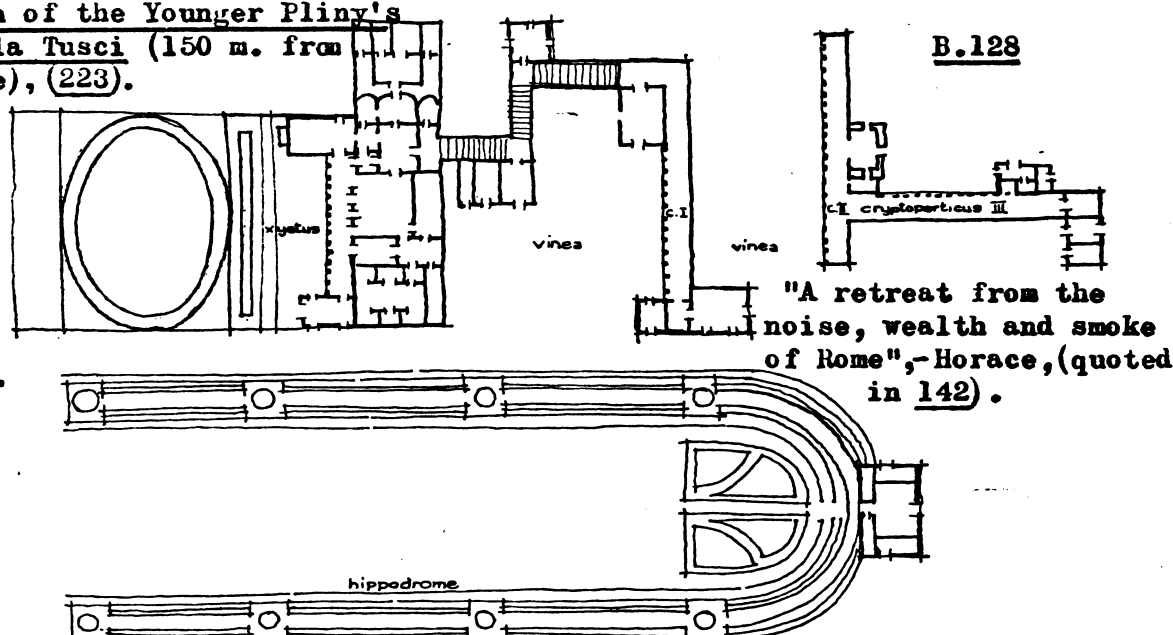 of the Younger Pliny's
la Tusci (150 m. from
e), (223).
B.128
xystus
vinea
c.I
vinea
c.II cryptoporticus III
"A retreat from the
noise, wealth and smoke
of Rome",-Horace,(quoted
in 142).
hippodrome